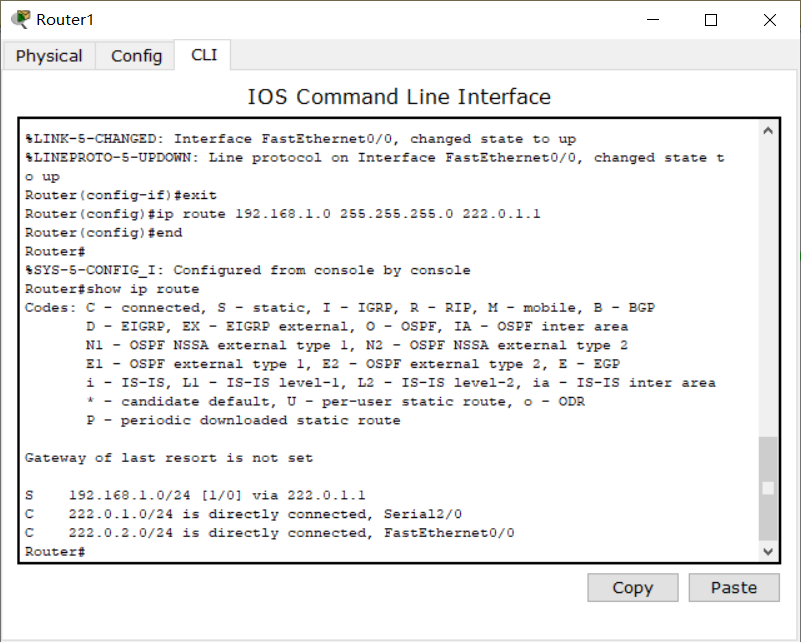 Router1
Physical Config CLI
IOS Command Line Interface
%LINK-5-CHANGED: Interface FastEthernet0/0, changed state to up
%LINEPROTO-5-UPDOWN: Line protocol on Interface FastEthernet0/0, changed state t
o up
Router(config-if)#exit
Router(config)#ip route 192.168.1.0 255.255.255.0 222.0.1.1
Router(config)#end
Router#
%SYS-5-CONFIG_I: Configured from console by console
Router#show ip route
Codes: C - connected, S - static, I - IGRP, R - RIP, M - mobile, B - BGP
       D - EIGRP, EX - EIGRP external, O - OSPF, IA - OSPF inter area
       N1 - OSPF NSSA external type 1, N2 - OSPF NSSA external type 2
       E1 - OSPF external type 1, E2 - OSPF external type 2, E - EGP
       i - IS-IS, L1 - IS-IS level-1, L2 - IS-IS level-2, ia - IS-IS inter area
       * - candidate default, U - per-user static route, o - ODR
       P - periodic downloaded static route
Gateway of last resort is not set
S    192.168.1.0/24 [1/0] via 222.0.1.1
C    222.0.1.0/24 is directly connected, Serial2/0
C    222.0.2.0/24 is directly connected, FastEthernet0/0
Router#
Copy Paste